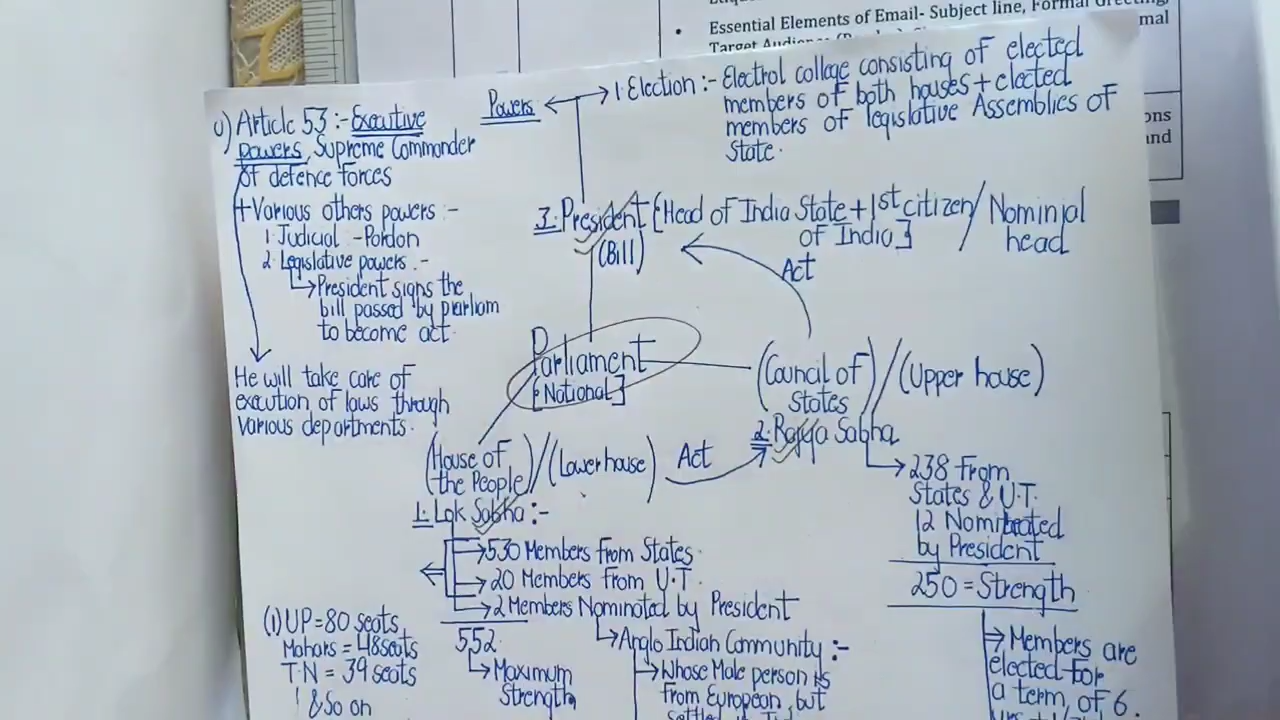 Essential Elements of Email- Subject line, Formal Greeting,
Target Audience
mal
ons
and
Powers
1. Election :- Electrol college consisting of elected
members of both houses + elected
members of legislative Assemblies of
State.
0) Article 53 :- Executive
powers, Supreme Commander
of defence forces
+ Various others powers :-
1. Judicial - Pardon
2. Legislative powers :-
President signs the
bill passed by parliam
to become act.
He will take care of
execution of laws through
various departments.
3. President [Head of India State + 1st citizen / Nominjal
of India] head
(Bill)
Act
Parliament
[National]
(Council of / (Upper house)
States)
2. Rajya Sabha
(House of / (Lower house) Act
the People)
1. Lok Sabha :-
238 From
States & U.T.
12 Nominated
by President
250 = Strength
Members are
elected for
a term of 6
530 Members from States.
20 Members from U.T.
2 Members Nominated by President
552
Maximum
Strength
Anglo Indian Community :-
Whose Male person is
from European, but
(1) UP = 80 seats,
Mahars = 48 seats
T.N = 39 seats
& So on